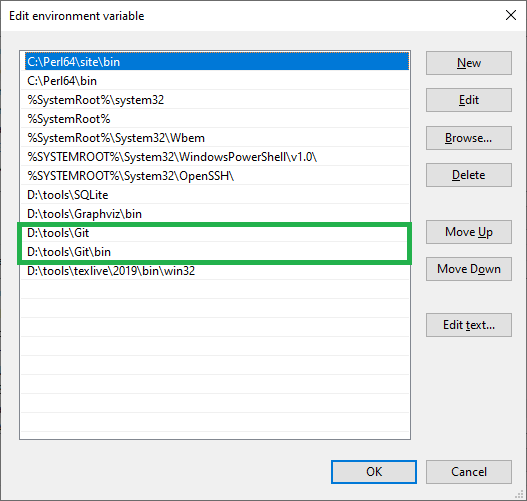 Edit environment variable
C:\Perl64\site\bin
C:\Perl64\bin
%SystemRoot%\system32
%SystemRoot%
%SystemRoot%\System32\Wbem
%SYSTEMROOT%\System32\WindowsPowerShell\v1.0\
%SYSTEMROOT%\System32\OpenSSH\
D:\tools\SQLite
D:\tools\Graphviz\bin
D:\tools\Git
D:\tools\Git\bin
D:\tools\texlive\2019\bin\win32
New
Edit
Browse...
Delete
Move Up
Move Down
Edit text...
OK
Cancel